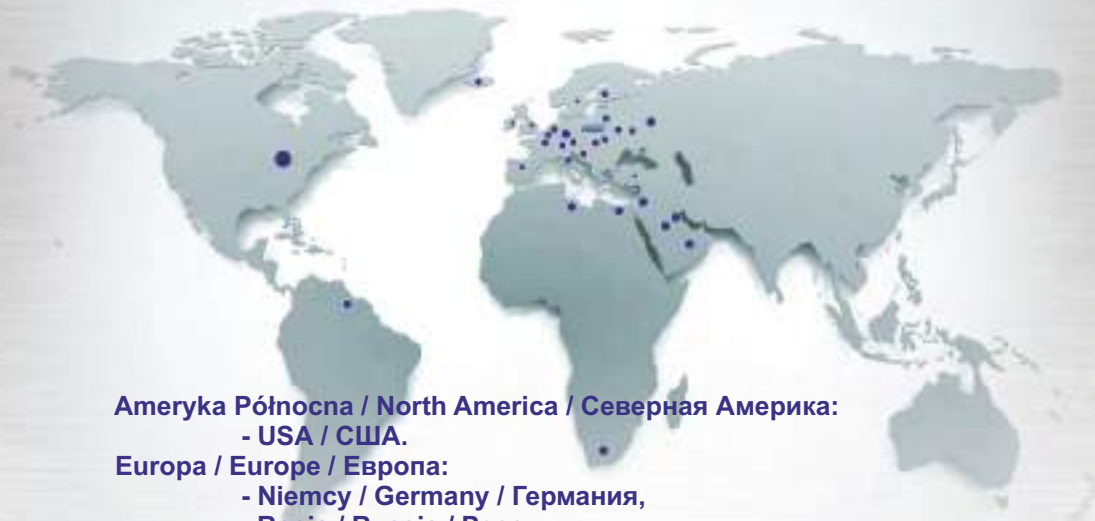 Ameryka Północna / North America / Северная Америка:
- USA / США.
Europa / Europe / Европа:
- Niemcy / Germany / Германия,